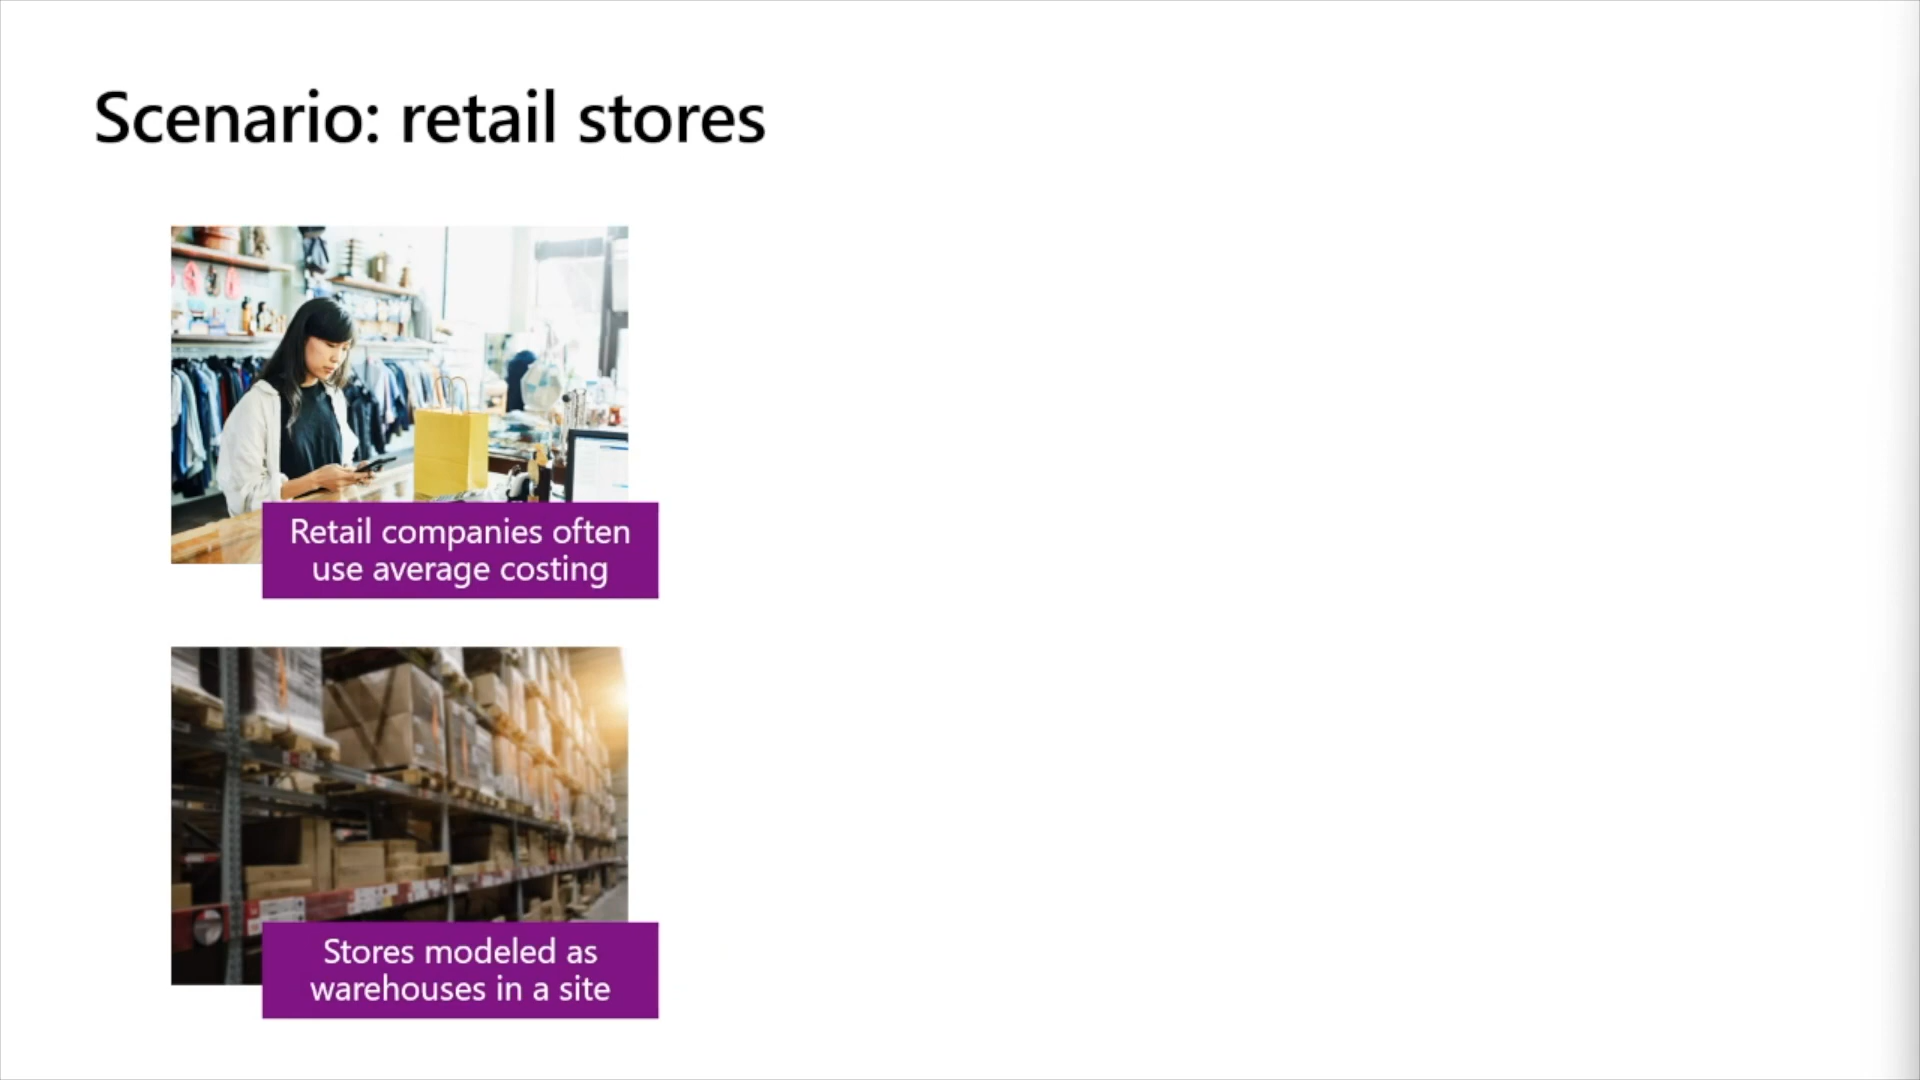 Scenario: retail stores
Retail companies often
use average costing
Stores modeled as
warehouses in a site